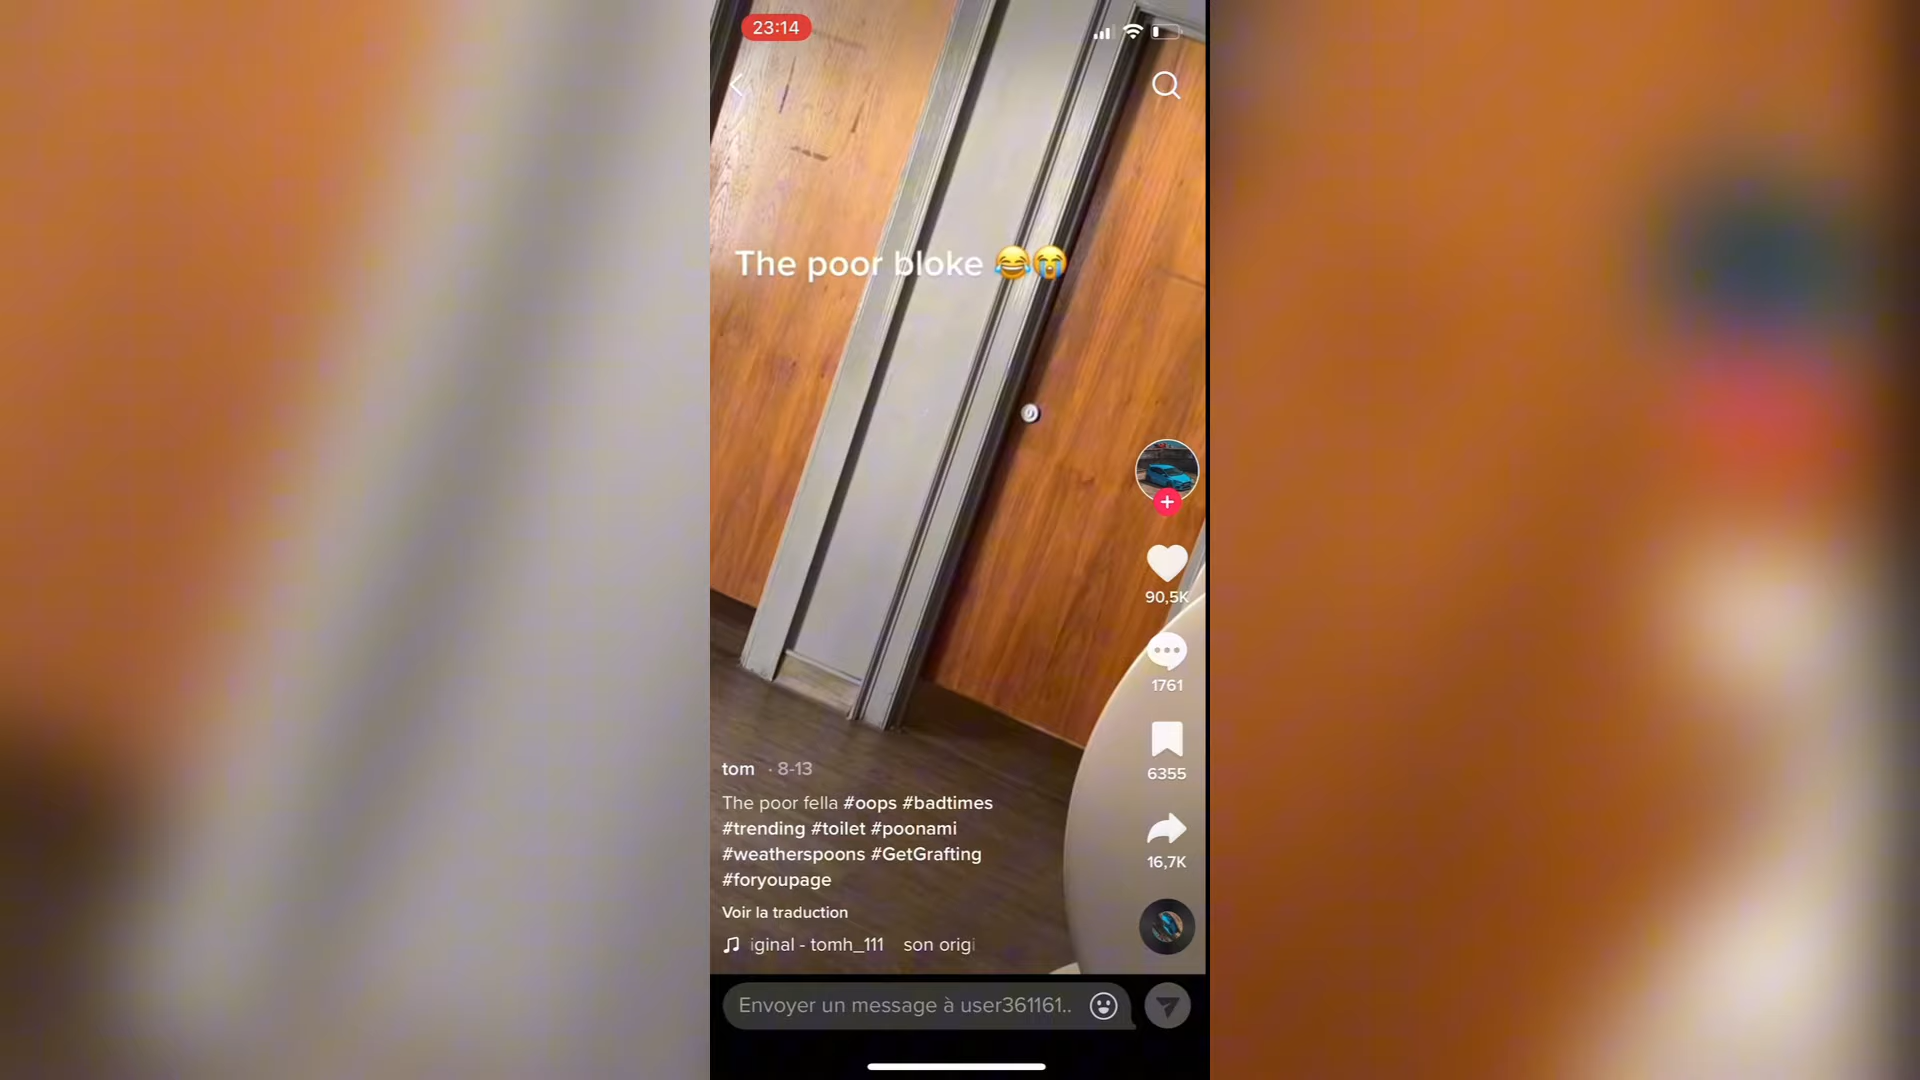 23:14
The poor bloke 😂😭
90,5K
1761
6355
16,7K
tom · 8-13
The poor fella #oops #badtimes
#trending #toilet #poonami
#weatherspoons #GetGrafting
#foryoupage
Voir la traduction
iginal - tomh_111 son origi
Envoyer un message à user361161..